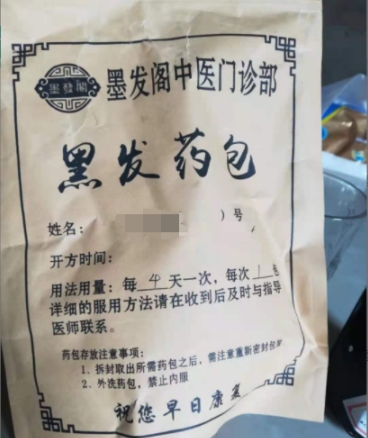 墨发阁
墨发阁中医门诊部
黑发药包
姓名： ）号
开方时间：
用法用量：每 4 天一次，每次 1 包
详细的服用方法请在收到后及时与指导
医师联系。
药包存放注意事项：
1、拆封取出所需药包之后，需注意重新密封包
2、外洗药包，禁止内服
祝您早日康复